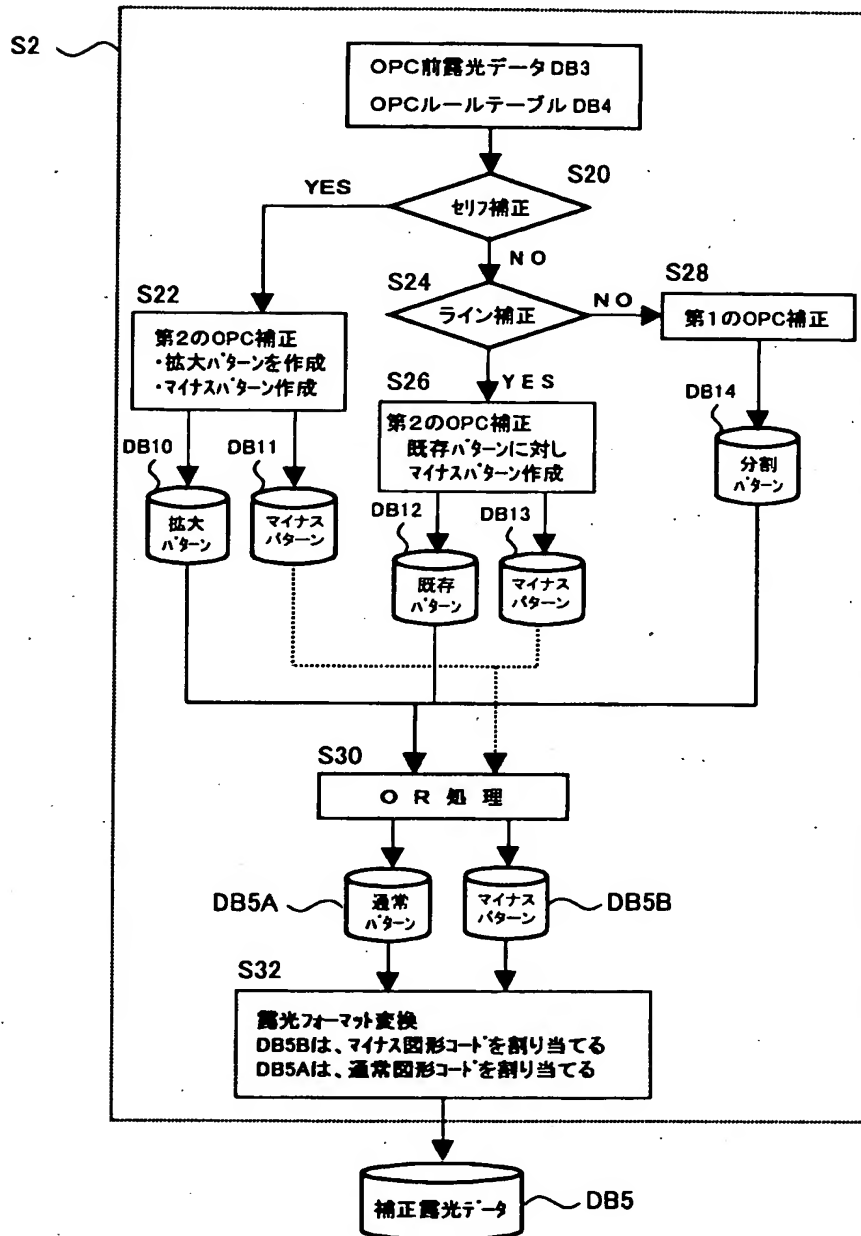 S2
OPC前露光データ DB3
OPCルールテーブル DB4
S20
YES
セリフ補正
NO
S24
S28
ライン補正
NO
第1のOPC補正
S22
第2のOPC補正
・拡大パターンを作成
・マイナスパターン作成
S26
YES
第2のOPC補正
既存パターンに対し
マイナスパターン作成
DB14
分割
パターン
DB10
DB11
拡大
パターン
マイナス
パターン
DB12
DB13
既存
パターン
マイナス
パターン
S30
OR処理
DB5A
通常
パターン
マイナス
パターン
DB5B
S32
露光フォーマット変換
DB5Bは、マイナス図形コードを割り当てる
DB5Aは、通常図形コードを割り当てる
補正露光データ
DB5